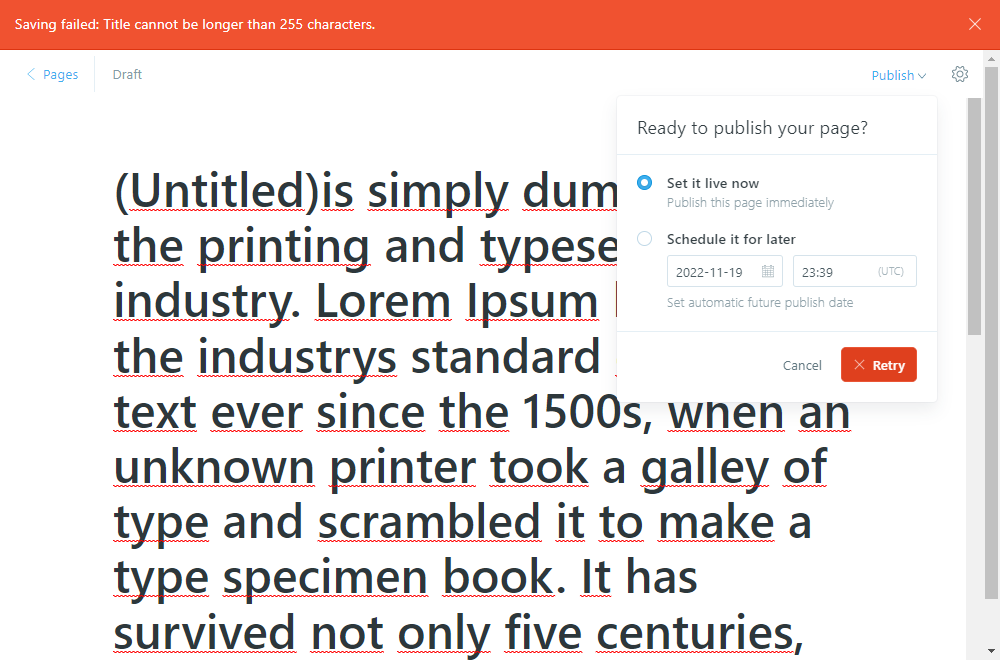 Saving failed: Title cannot be longer than 255 characters.
Pages
Draft
Publish
Ready to publish your page?
Set it live now
Publish this page immediately
Schedule it for later
2022-11-19
23:39
(UTC)
Set automatic future publish date
Cancel
Retry
(Untitled)is simply dum
the printing and typese
industry. Lorem Ipsum
the industrys standard
text ever since the 1500s, when an
unknown printer took a galley of
type and scrambled it to make a
type specimen book. It has
survived not only five centuries,